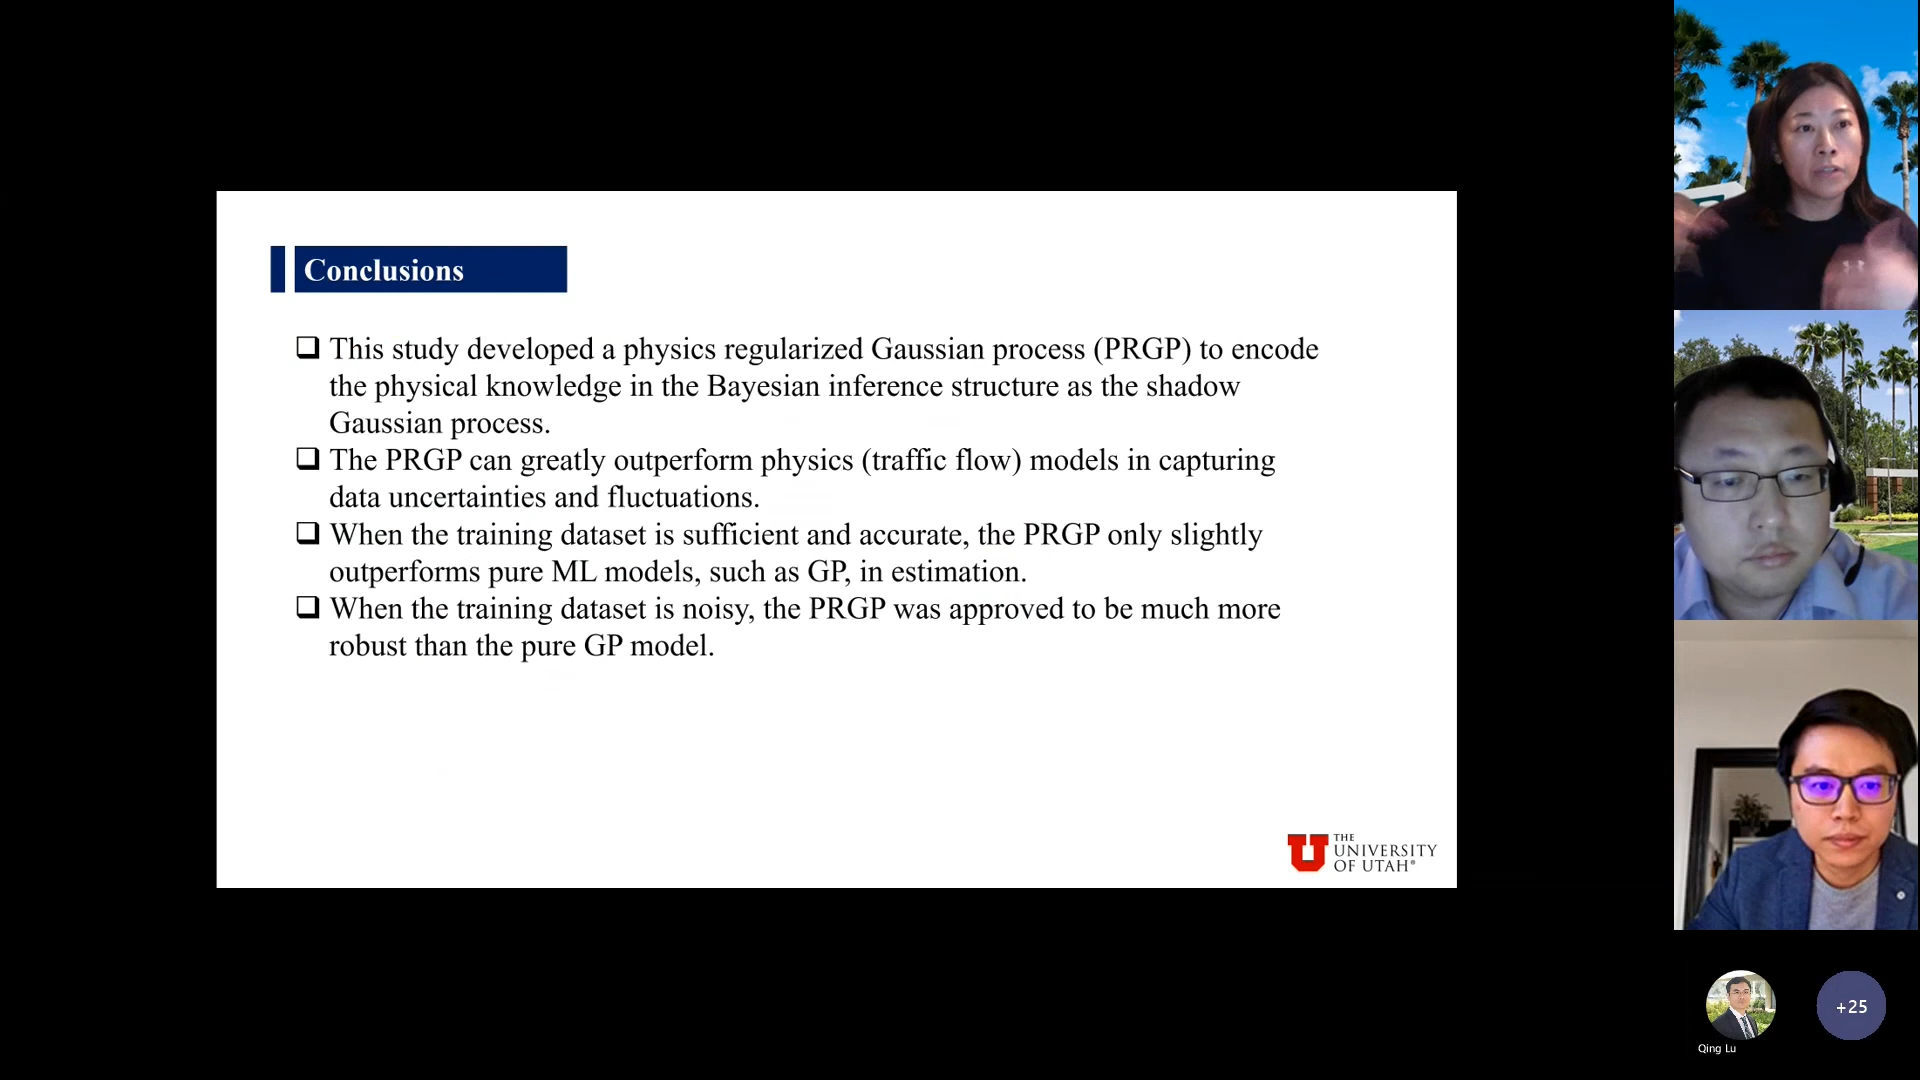 Conclusions
This study developed a physics regularized Gaussian process (PRGP) to encode
the physical knowledge in the Bayesian inference structure as the shadow
Gaussian process.
The PRGP can greatly outperform physics (traffic flow) models in capturing
data uncertainties and fluctuations.
When the training dataset is sufficient and accurate, the PRGP only slightly
outperforms pure ML models, such as GP, in estimation.
When the training dataset is noisy, the PRGP was approved to be much more
robust than the pure GP model.
THE
UNIVERSITY
OF UTAH®
+25
Qing Lu